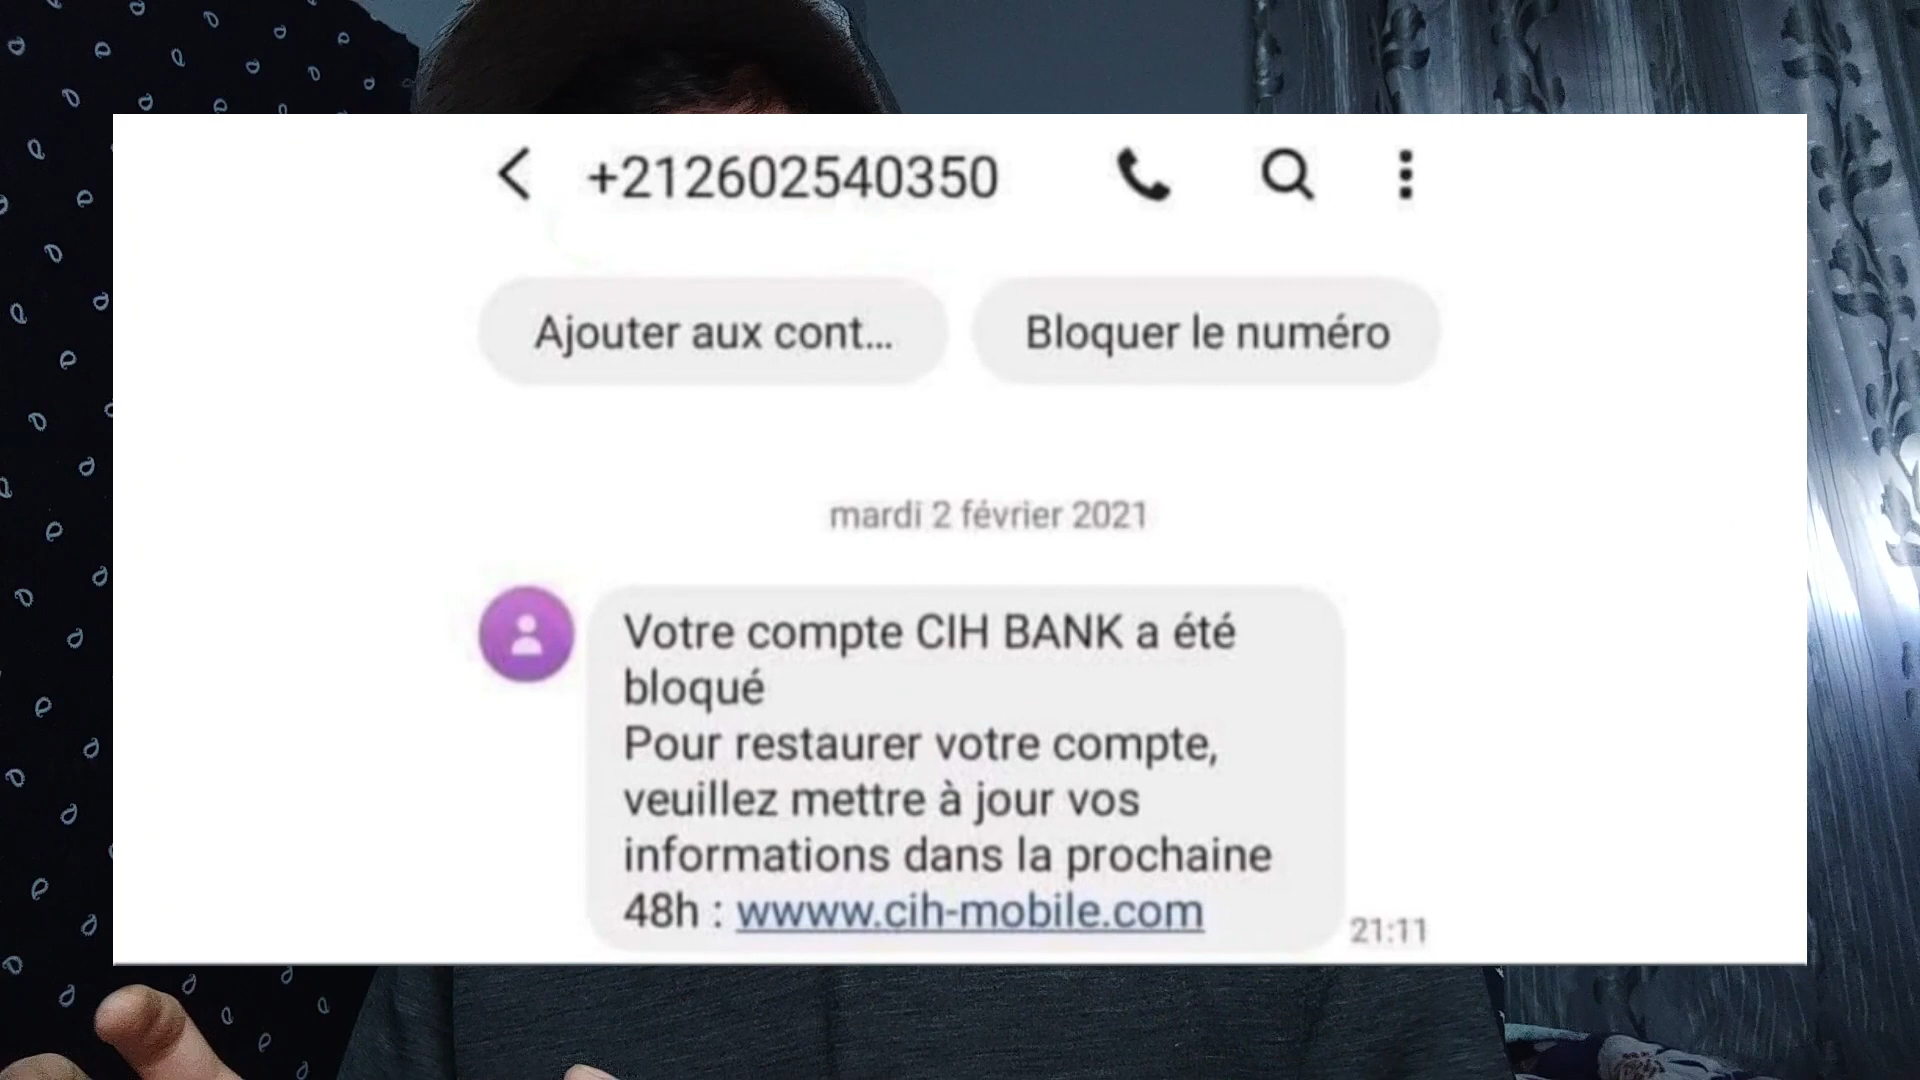 +212602540350
Ajouter aux cont...
Bloquer le numéro
mardi 2 février 2021
Votre compte CIH BANK a été
bloqué
Pour restaurer votre compte,
veuillez mettre à jour vos
informations dans la prochaine
48h : wwww.cih-mobile.com
21:11